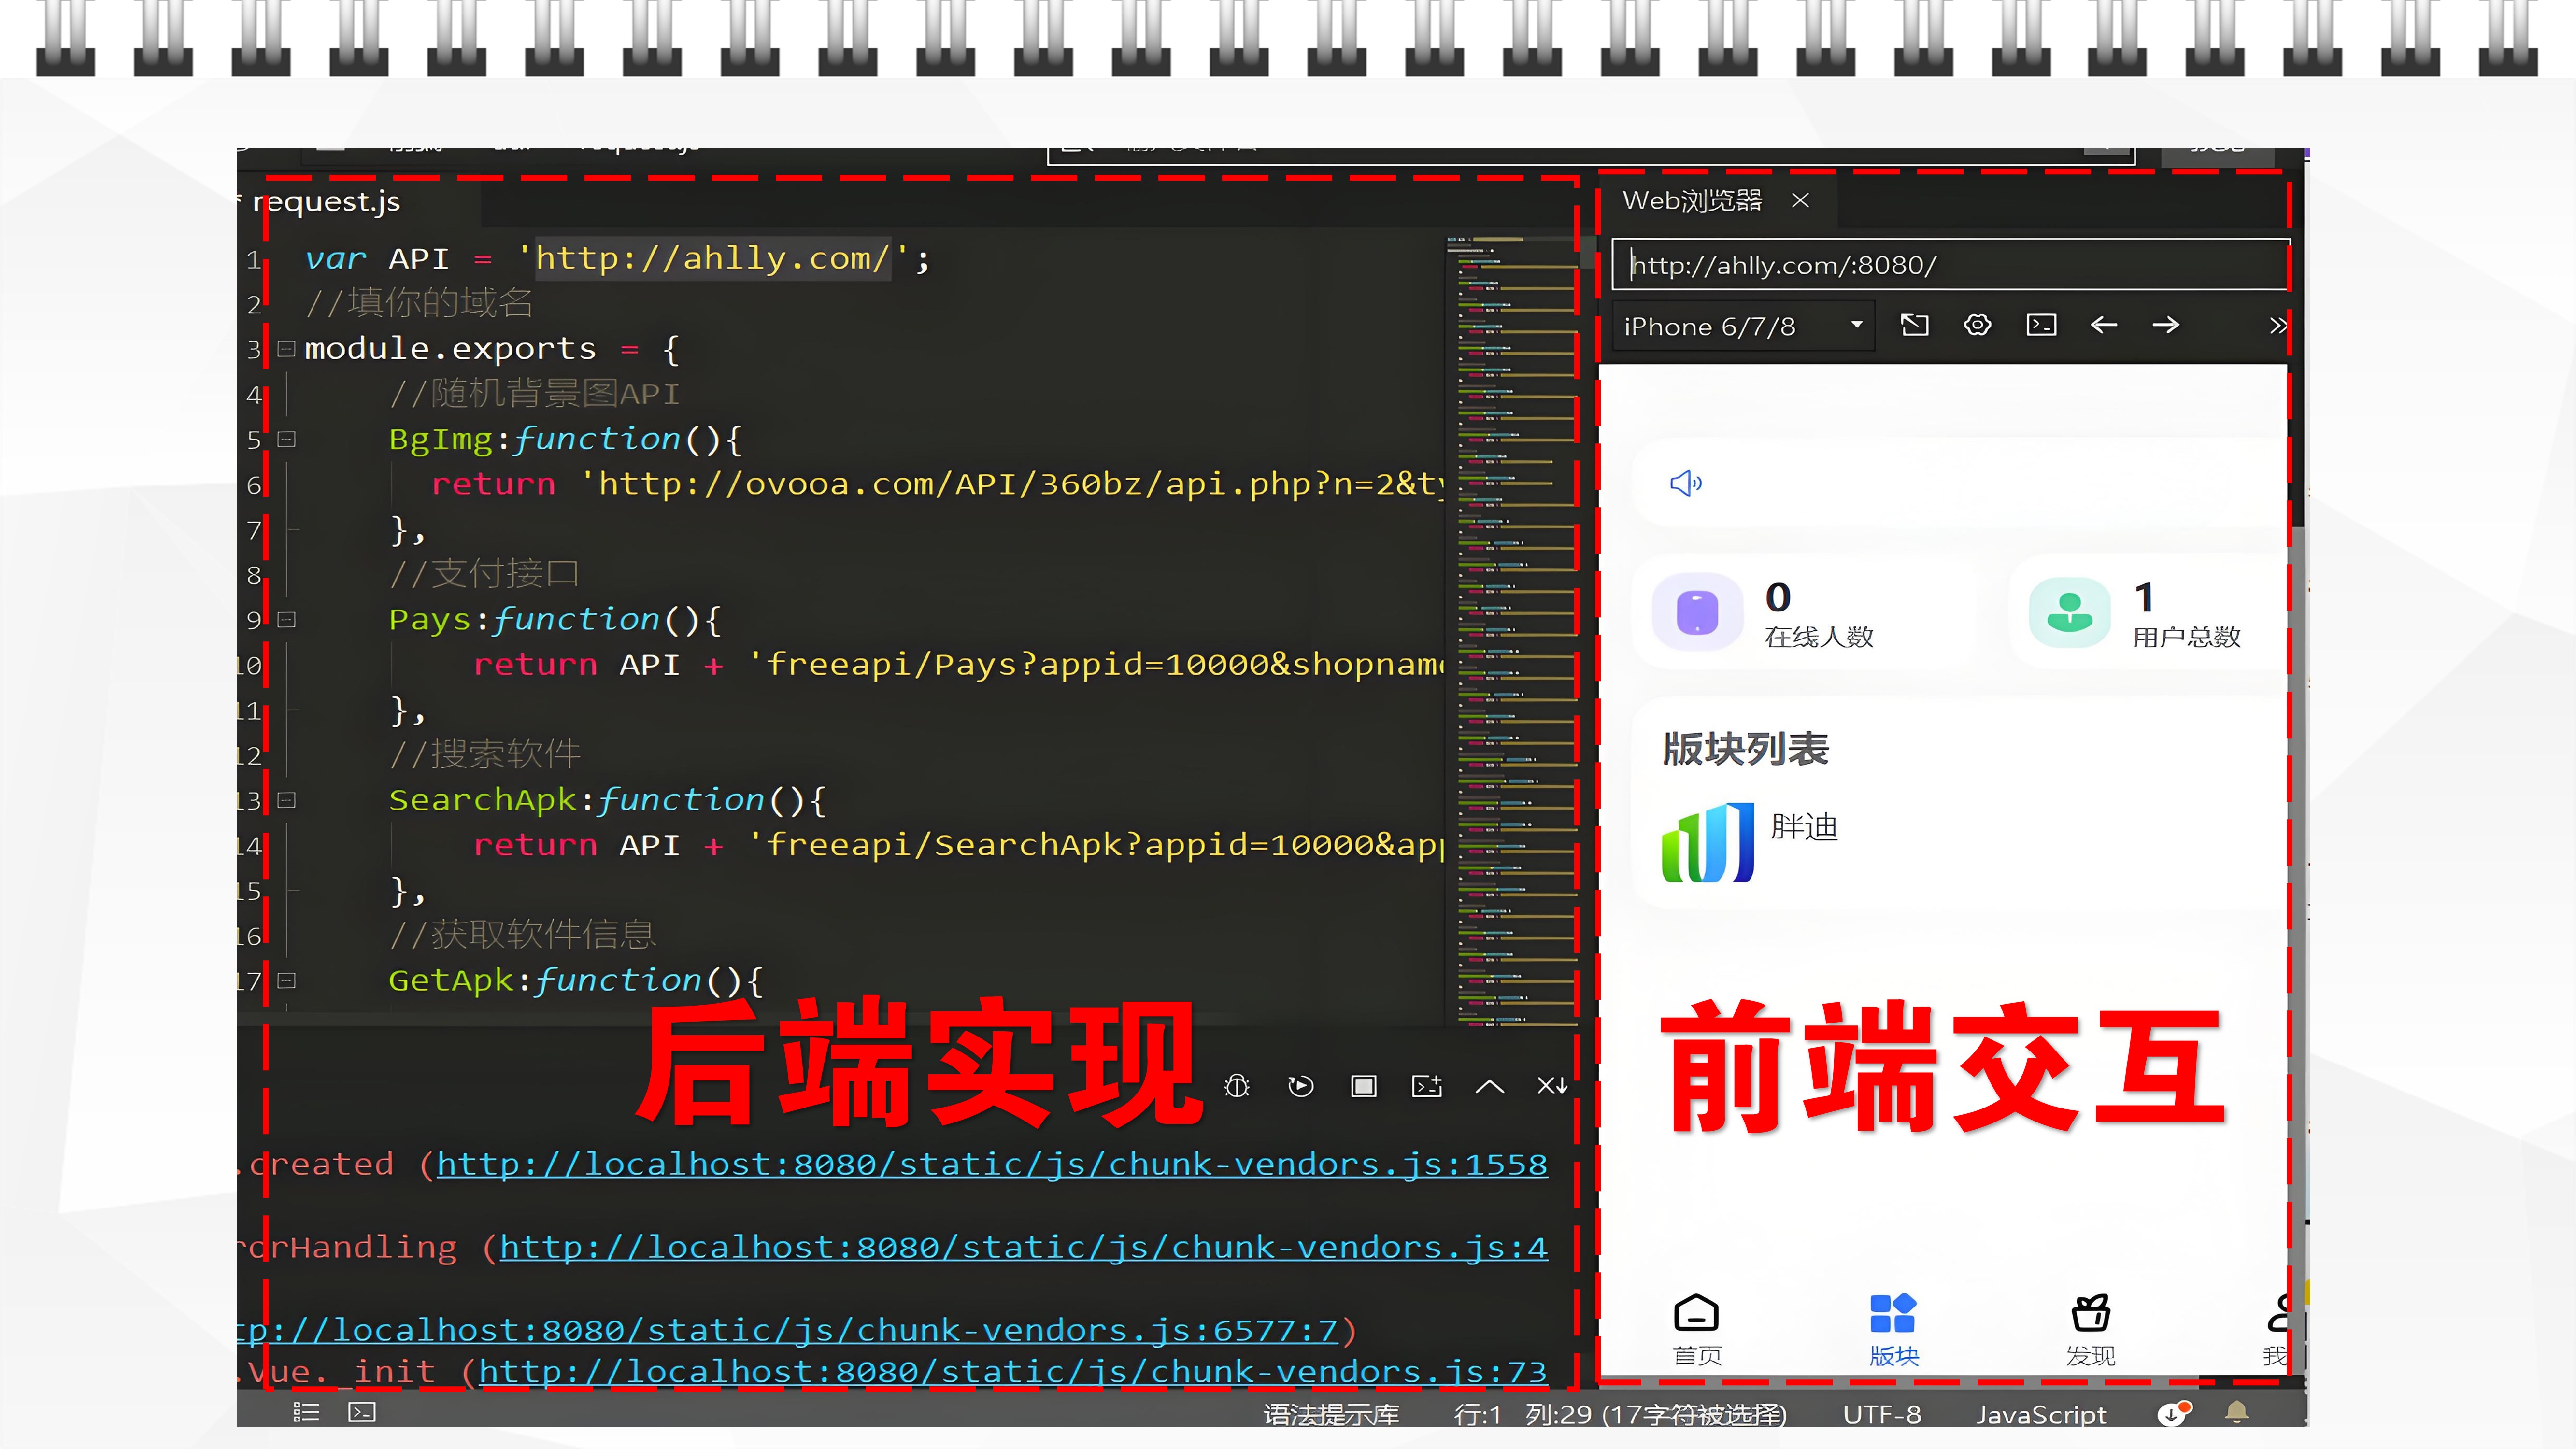 request.js
1 var API = 'http://ahlly.com/';
2 //填你的域名
3 module.exports = {
4 //随机背景图API
5 BgImg:function(){
6 return 'http://ovooa.com/API/360bz/api.php?n=2&ty
7 },
8 //支付接口
9 Pays:function(){
10 return API + 'freeapi/Pays?appid=10000&shopname
11 },
12 //搜索软件
13 SearchApk:function(){
14 return API + 'freeapi/SearchApk?appid=10000&app
15 },
16 //获取软件信息
17 GetApk:function(){
后端实现
.created (http://localhost:8080/static/js/chunk-vendors.js:1558
rorHandling (http://localhost:8080/static/js/chunk-vendors.js:4
tp://localhost:8080/static/js/chunk-vendors.js:6577:7)
.Vue._init (http://localhost:8080/static/js/chunk-vendors.js:73
Web浏览器
http://ahlly.com/:8080/
iPhone 6/7/8
0
在线人数
1
用户总数
版块列表
胖迪
前端交互
首页
版块
发现
我
语法提示库
行:1 列:29 (17字符被选择)
UTF-8
JavaScript